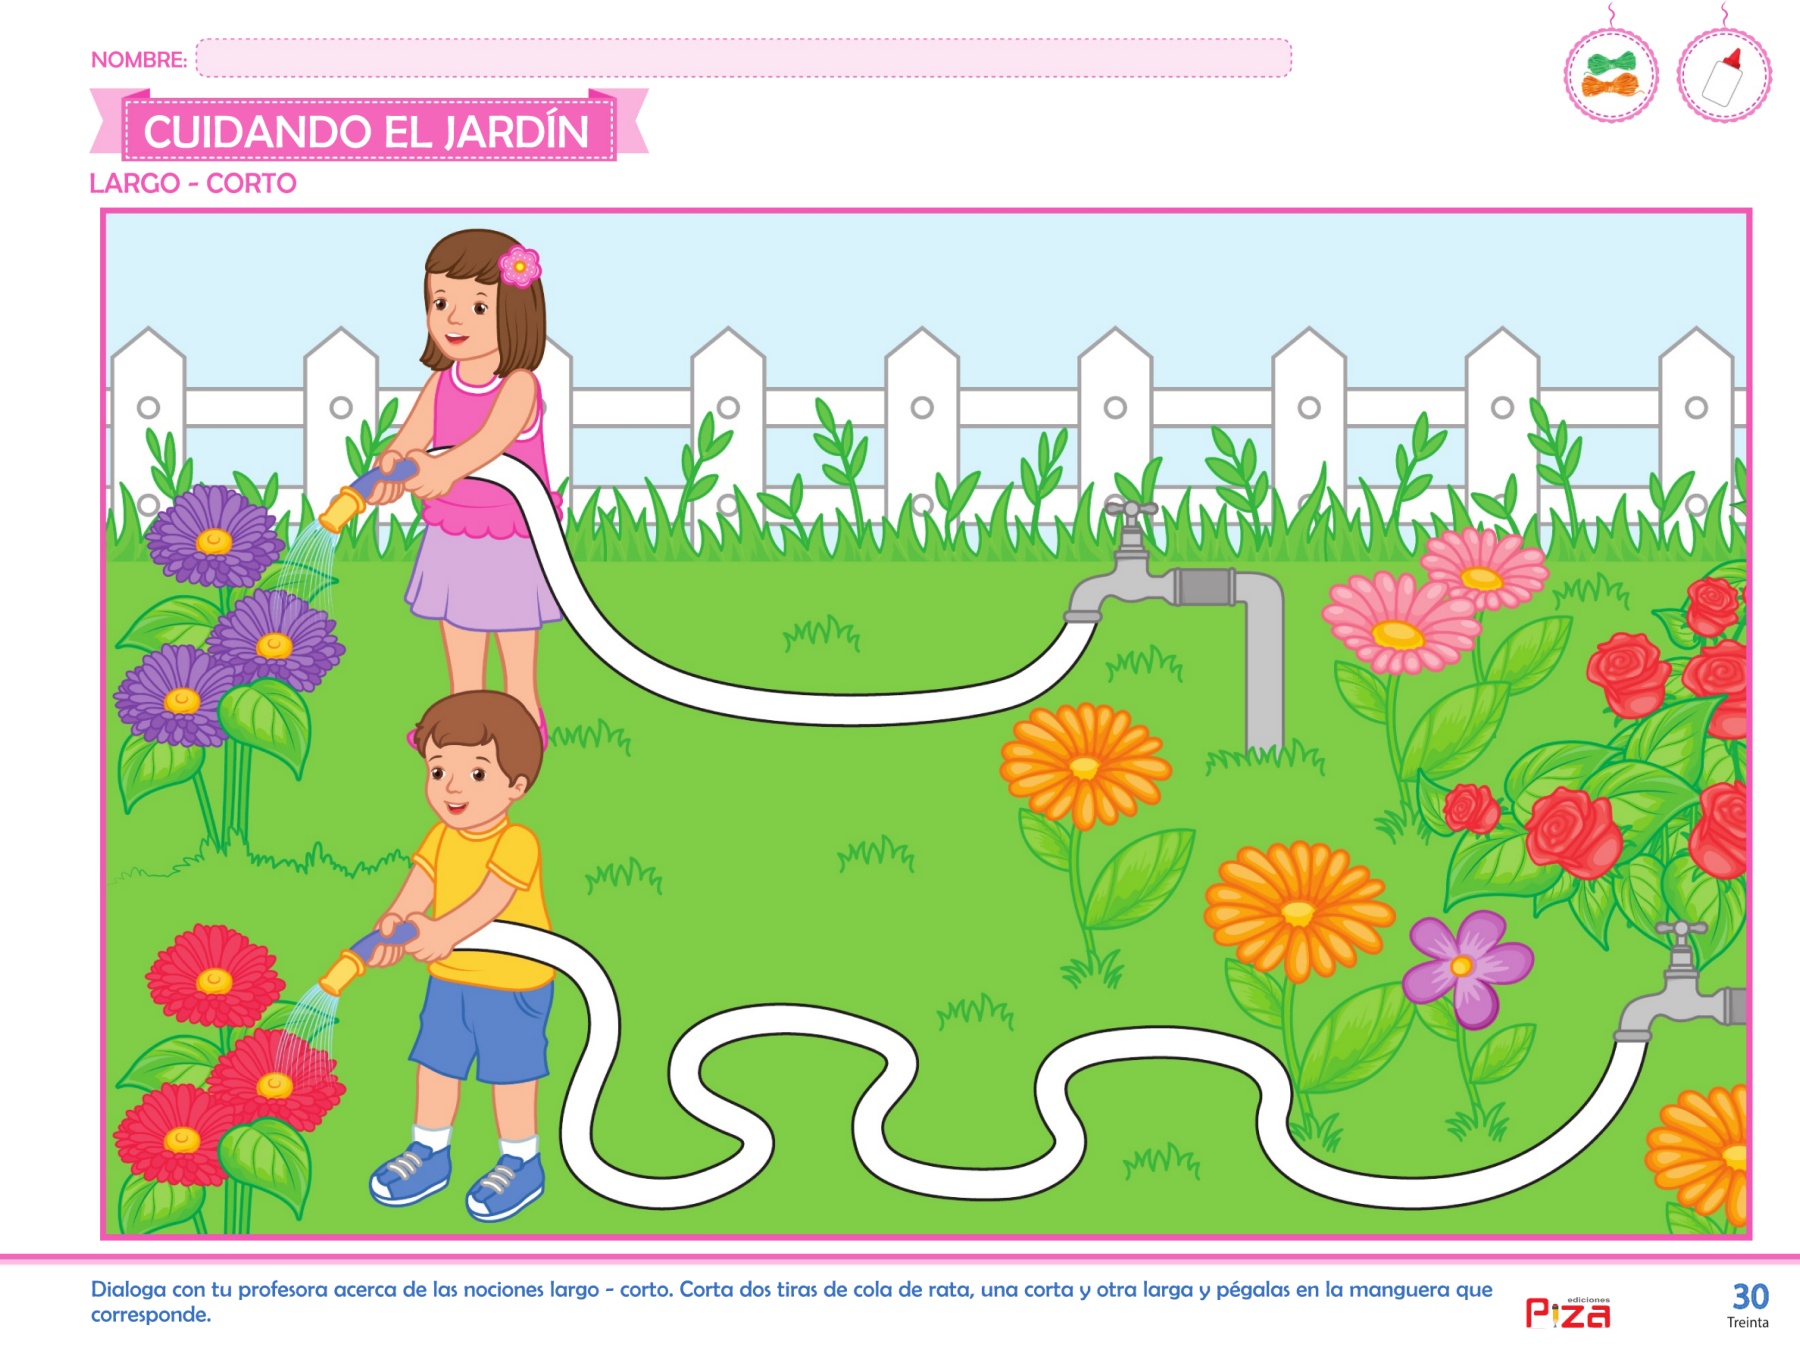 NOMBRE:
CUIDANDO EL JARDÍN
LARGO - CORTO
Dialoga con tu profesora acerca de las nociones largo - corto. Corta dos tiras de cola de rata, una corta y otra larga y pégalas en la manguera que
corresponde.
ediciones
Piza
30
Treinta